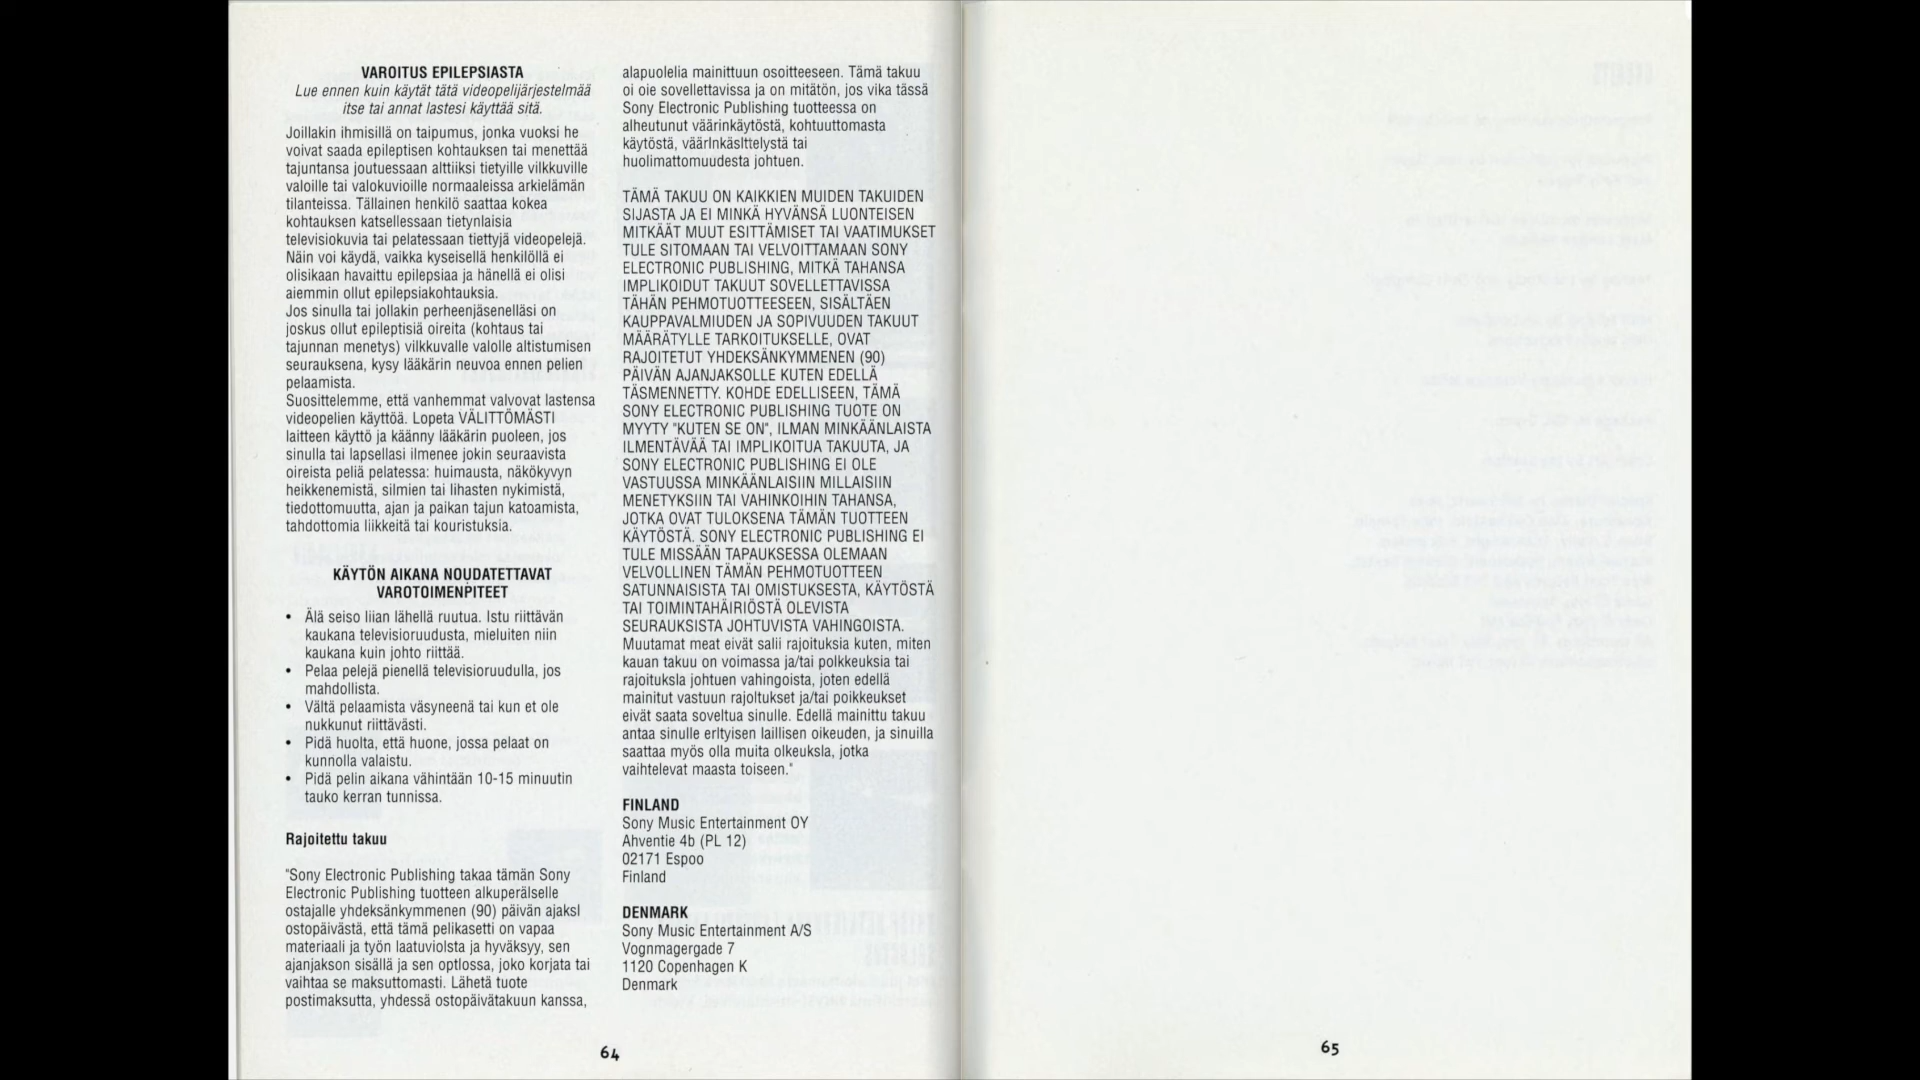 VAROITUS EPILEPSIASTA
Lue ennen kuin käytät tätä videopelijärjestelmää
itse tai annat lastesi käyttää sitä.
Joillakin ihmisillä on taipumus, jonka vuoksi he
voivat saada epileptisen kohtauksen tai menettää
tajuntansa joutuessaan alttiiksi tietyille vilkkuville
valoille tai valokuvioille normaaleissa arkielämän
tilanteissa. Tällainen henkilö saattaa kokea
kohtauksen katsellessaan tietynlaisia
televisiokuvia tai pelatessaan tiettyjä videopelejä.
Näin voi käydä, vaikka kyseisellä henkilöllä ei
olisikaan havaittu epilepsiaa ja hänellä ei olisi
aiemmin ollut epilepsiakohtauksia.
Jos sinulla tai jollakin perheenjäsenelläsi on
joskus ollut epileptisiä oireita (kohtaus tai
tajunnan menetys) vilkkuvalle valolle altistumisen
seurauksena, kysy lääkärin neuvoa ennen pelien
pelaamista.
Suosittelemme, että vanhemmat valvovat lastensa
videopelien käyttöä. Lopeta VÄLITTÖMÄSTI
laitteen käyttö ja käänny lääkärin puoleen, jos
sinulla tai lapsellasi ilmenee jokin seuraavista
oireista peliä pelatessa: huimausta, näkökyvyn
heikkenemistä, silmien tai lihasten nykimistä,
tiedottomuutta, ajan ja paikan tajun katoamista,
tahdottomia liikkeitä tai kouristuksia.
KÄYTÖN AIKANA NOUDATETTAVAT
VAROTOIMENPITEET
• Älä seiso liian lähellä ruutua. Istu riittävän
kaukana televisioruudusta, mieluiten niin
kaukana kuin johto riittää.
• Pelaa pelejä pienellä televisioruudulla, jos
mahdollista.
• Vältä pelaamista väsyneenä tai kun et ole
nukkunut riittävästi.
• Pidä huolta, että huone, jossa pelaat on
kunnolla valaistu.
• Pidä pelin aikana vähintään 10-15 minuutin
tauko kerran tunnissa.
Rajoitettu takuu
"Sony Electronic Publishing takaa tämän Sony
Electronic Publishing tuotteen alkuperälselle
ostajalle yhdeksänkymmenen (90) päivän ajaksl
ostopäivästä, että tämä pelikasetti on vapaa
materiaali ja työn laatuviolsta ja hyväksyy, sen
ajanjakson sisällä ja sen optlossa, joko korjata tai
vaihtaa se maksuttomasti. Lähetä tuote
postimaksutta, yhdessä ostopäivätakuun kanssa,
64
alapuolelia mainittuun osoitteeseen. Tämä takuu
oi oie sovellettavissa ja on mitätön, jos vika tässä
Sony Electronic Publishing tuotteessa on
alheutunut väärinkäytöstä, kohtuuttomasta
käytöstä, väärInkäsIttelystä tai
huolimattomuudesta johtuen.
TÄMÄ TAKUU ON KAIKKIEN MUIDEN TAKUIDEN
SIJASTA JA EI MINKÄ HYVÄNSÄ LUONTEISEN
MITKÄÄT MUUT ESITTÄMISET TAI VAATIMUKSET
TULE SITOMAAN TAI VELVOITTAMAAN SONY
ELECTRONIC PUBLISHING, MITKÄ TAHANSA
IMPLIKOIDUT TAKUUT SOVELLETTAVISSA
TÄHÄN PEHMOTUOTTEESEEN, SISÄLTÄEN
KAUPPAVALMIUDEN JA SOPIVUUDEN TAKUUT
MÄÄRÄTYLLE TARKOITUKSELLE, OVAT
RAJOITETUT YHDEKSÄNKYMMENEN (90)
PÄIVÄN AJANJAKSOLLE KUTEN EDELLÄ
TÄSMENNETTY. KOHDE EDELLISEEN, TÄMÄ
SONY ELECTRONIC PUBLISHING TUOTE ON
MYYTY "KUTEN SE ON", ILMAN MINKÄÄNLAISTA
ILMENTÄVÄÄ TAI IMPLIKOITUA TAKUUTA, JA
SONY ELECTRONIC PUBLISHING EI OLE
VASTUUSSA MINKÄÄNLAISIIN MILLAISIIN
MENETYKSIIN TAI VAHINKOIHIN TAHANSA,
JOTKA OVAT TULOKSENA TÄMÄN TUOTTEEN
KÄYTÖSTÄ. SONY ELECTRONIC PUBLISHING EI
TULE MISSÄÄN TAPAUKSESSA OLEMAAN
VELVOLLINEN TÄMÄN PEHMOTUOTTEEN
SATUNNAISISTA TAI OMISTUKSESTA, KÄYTÖSTÄ
TAI TOIMINTAHÄIRIÖSTÄ OLEVISTA
SEURAUKSISTA JOHTUVISTA VAHINGOISTA.
Muutamat meat eivät salii rajoituksia kuten, miten
kauan takuu on voimassa ja/tai polkkeuksia tai
rajoituksla johtuen vahingoista, joten edellä
mainitut vastuun rajoltukset ja/tai poikkeukset
eivät saata soveltua sinulle. Edellä mainittu takuu
antaa sinulle erltyisen laillisen oikeuden, ja sinuilla
saattaa myös olla muita olkeuksla, jotka
vaihtelevat maasta toiseen."
FINLAND
Sony Music Entertainment OY
Ahventie 4b (PL 12)
02171 Espoo
Finland
DENMARK
Sony Music Entertainment A/S
Vognmagergade 7
1120 Copenhagen K
Denmark
65